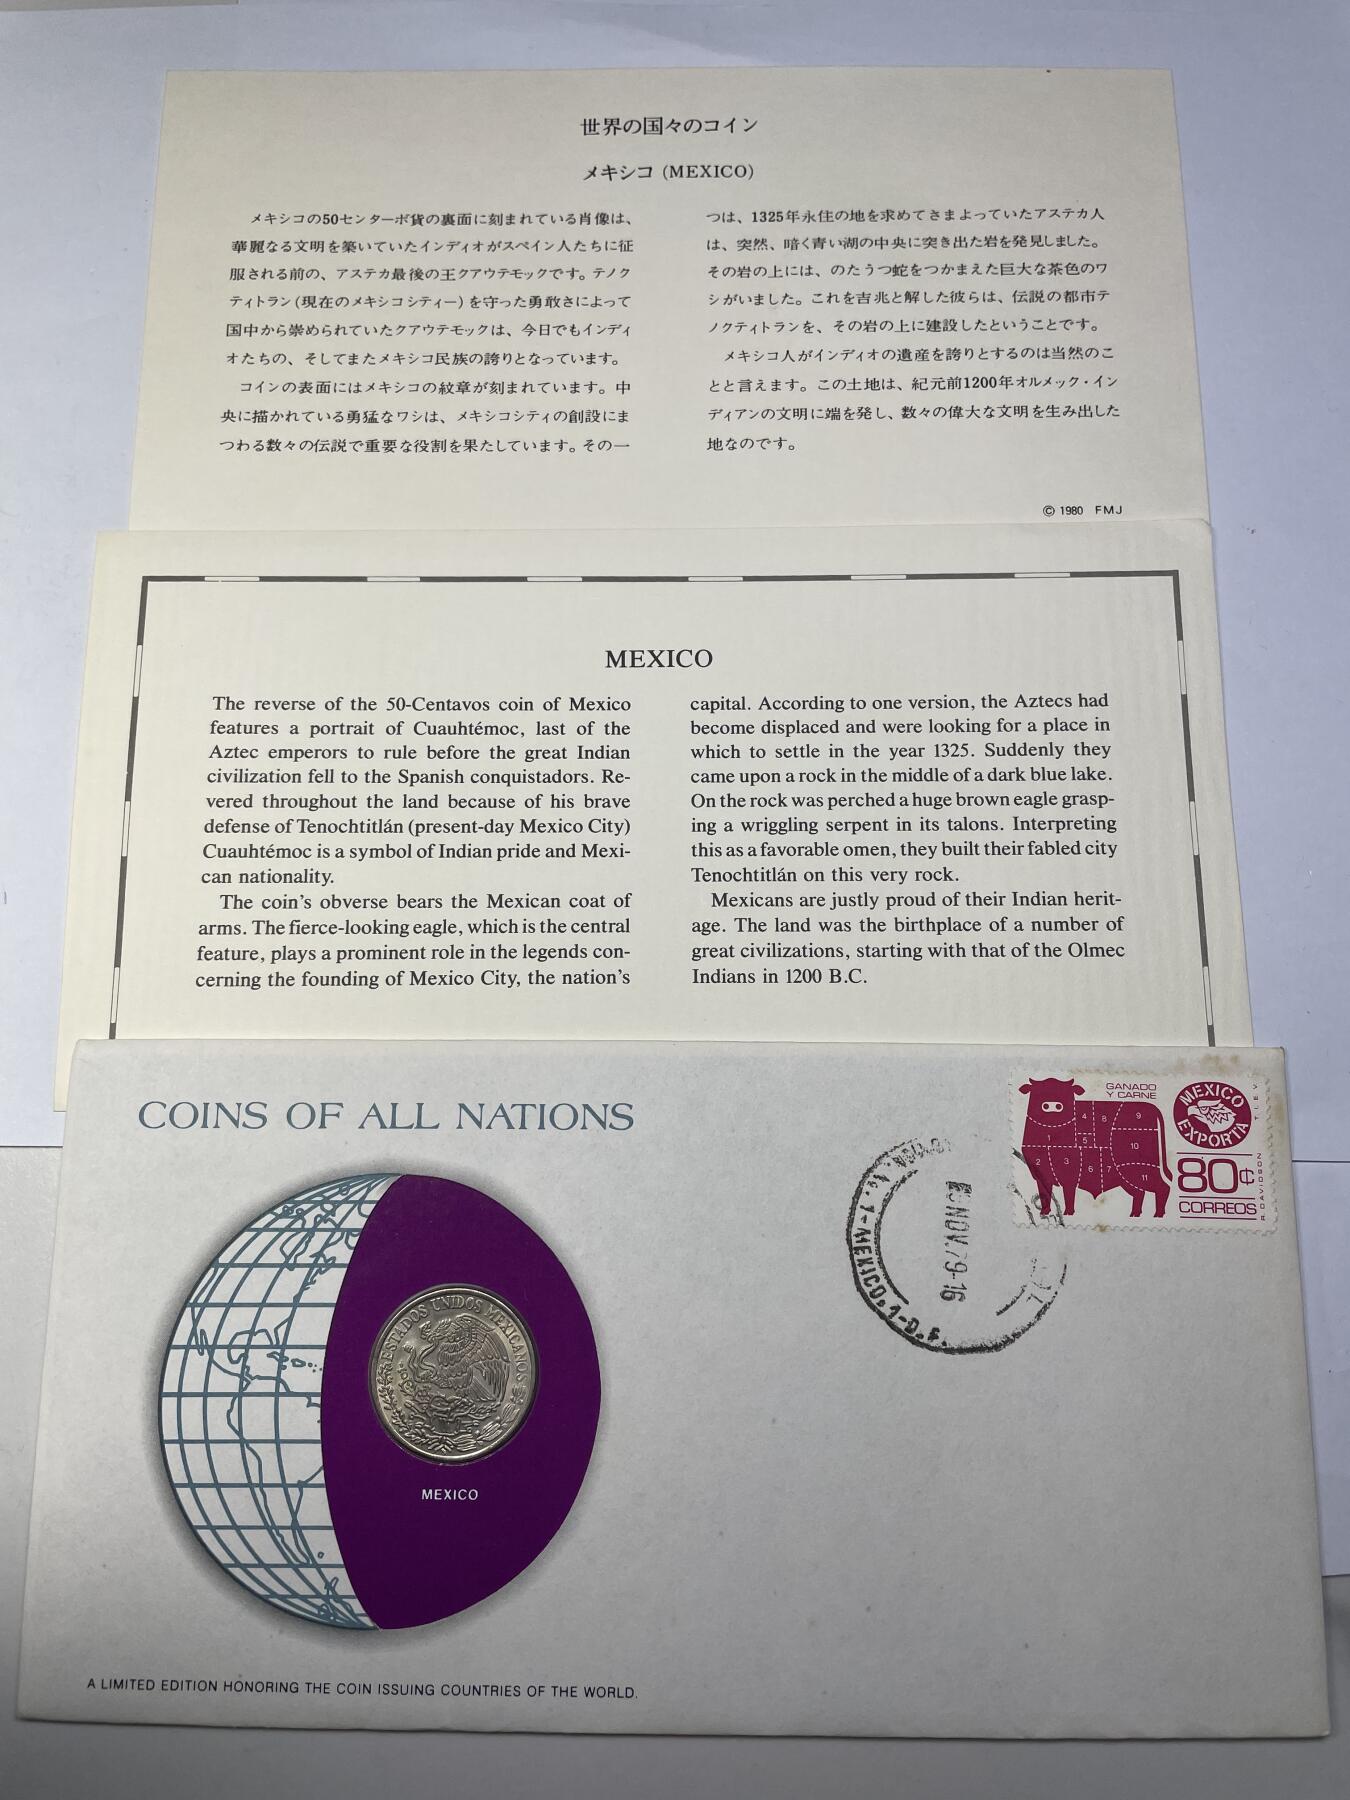 世界の国々のコイン
メキシコ (MEXICO)
メキシコの50センターボ貨の裏面に刻まれている肖像は、
華麗なる文明を築いていたインディオがスペイン人たちに征
服される前の、アステカ最後の王クアウテモックです。テノク
ティトラン(現在のメキシコシティー)を守った勇敢さによって
国中から崇められていたクアウテモックは、今日でもインディ
オたちの、そしてまたメキシコ民族の誇りとなっています。
コインの表面にはメキシコの紋章が刻まれています。中
央に描かれている勇猛なワシは、メキシコシティの創設にま
つわる数々の伝説で重要な役割を果たしています。その一
つは、1325年永住の地を求めてさまよっていたアステカ人
は、突然、暗く青い湖の中央に突き出た岩を発見しました。
その岩の上には、のたうつ蛇をつかまえた巨大な茶色のワ
シがいました。これを吉兆と解した彼らは、伝説の都市テ
ノクティトランを、その岩の上に建設したということです。
メキシコ人がインディオの遺産を誇りとするのは当然のこ
とと言えます。この土地は、紀元前1200年オルメック・イン
ディアンの文明に端を発し、数々の偉大な文明を生み出した
地なのです。
© 1980 FMJ
MEXICO
The reverse of the 50-Centavos coin of Mexico
features a portrait of Cuauhtémoc, last of the
Aztec emperors to rule before the great Indian
civilization fell to the Spanish conquistadors. Re-
vered throughout the land because of his brave
defense of Tenochtitlán (present-day Mexico City)
Cuauhtémoc is a symbol of Indian pride and Mexi-
can nationality.
The coin's obverse bears the Mexican coat of
arms. The fierce-looking eagle, which is the central
feature, plays a prominent role in the legends con-
cerning the founding of Mexico City, the nation's
capital. According to one version, the Aztecs had
become displaced and were looking for a place in
which to settle in the year 1325. Suddenly they
came upon a rock in the middle of a dark blue lake.
On the rock was perched a huge brown eagle grasp-
ing a wriggling serpent in its talons. Interpreting
this as a favorable omen, they built their fabled city
Tenochtitlán on this very rock.
Mexicans are justly proud of their Indian herit-
age. The land was the birthplace of a number of
great civilizations, starting with that of the Olmec
Indians in 1200 B.C.
COINS OF ALL NATIONS
GANADO
Y CARNE
MEXICO
EXPORTA
T.I.E.V
1
2
3
4
5
6
7
8
9
10
11
80¢
CORREOS
R. DAVIDSON
NOV.79-16
MEXICO.1-D.F.
ESTADOS UNIDOS MEXICANOS
MEXICO
A LIMITED EDITION HONORING THE COIN ISSUING COUNTRIES OF THE WORLD.